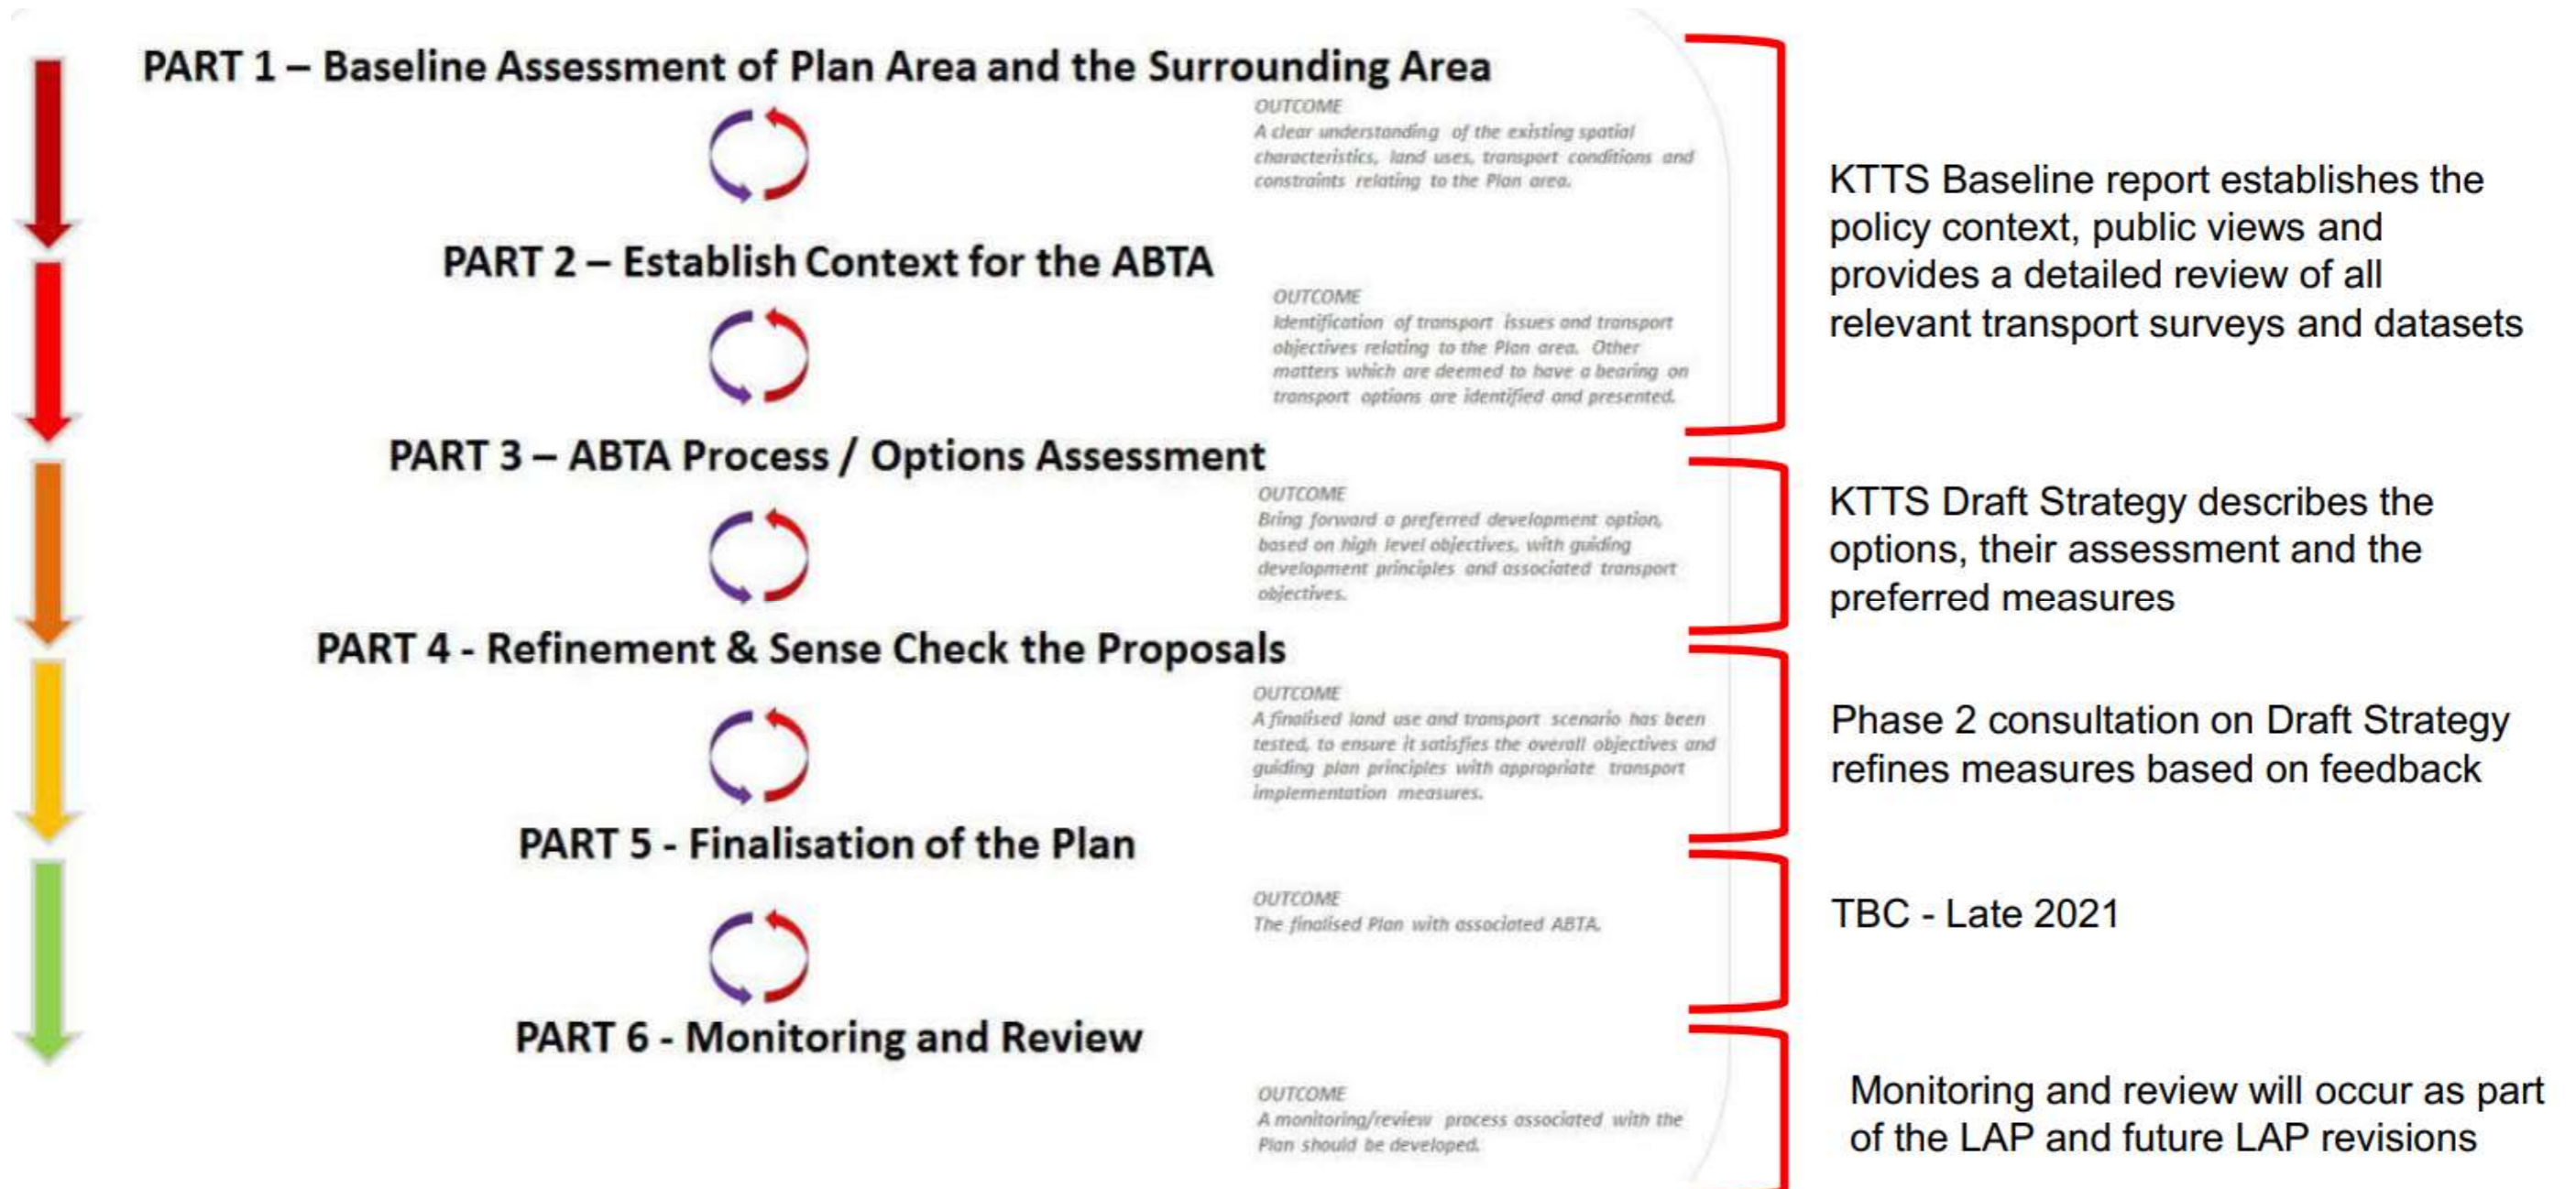 PART 1 – Baseline Assessment of Plan Area and the Surrounding Area
OUTCOME
A clear understanding of the existing spatial
characteristics, land uses, transport conditions and
constraints relating to the Plan area.
KTTS Baseline report establishes the
policy context, public views and
provides a detailed review of all
relevant transport surveys and datasets
PART 2 – Establish Context for the ABTA
OUTCOME
Identification of transport issues and transport
objectives relating to the Plan area. Other
matters which are deemed to have a bearing on
transport options are identified and presented.
PART 3 – ABTA Process / Options Assessment
OUTCOME
Bring forward a preferred development option,
based on high level objectives, with guiding
development principles and associated transport
objectives.
KTTS Draft Strategy describes the
options, their assessment and the
preferred measures
PART 4 - Refinement & Sense Check the Proposals
OUTCOME
A finalised land use and transport scenario has been
tested, to ensure it satisfies the overall objectives and
guiding plan principles with appropriate transport
implementation measures.
Phase 2 consultation on Draft Strategy
refines measures based on feedback
PART 5 - Finalisation of the Plan
OUTCOME
The finalised Plan with associated ABTA.
TBC - Late 2021
PART 6 - Monitoring and Review
OUTCOME
A monitoring/review process associated with the
Plan should be developed.
Monitoring and review will occur as part
of the LAP and future LAP revisions